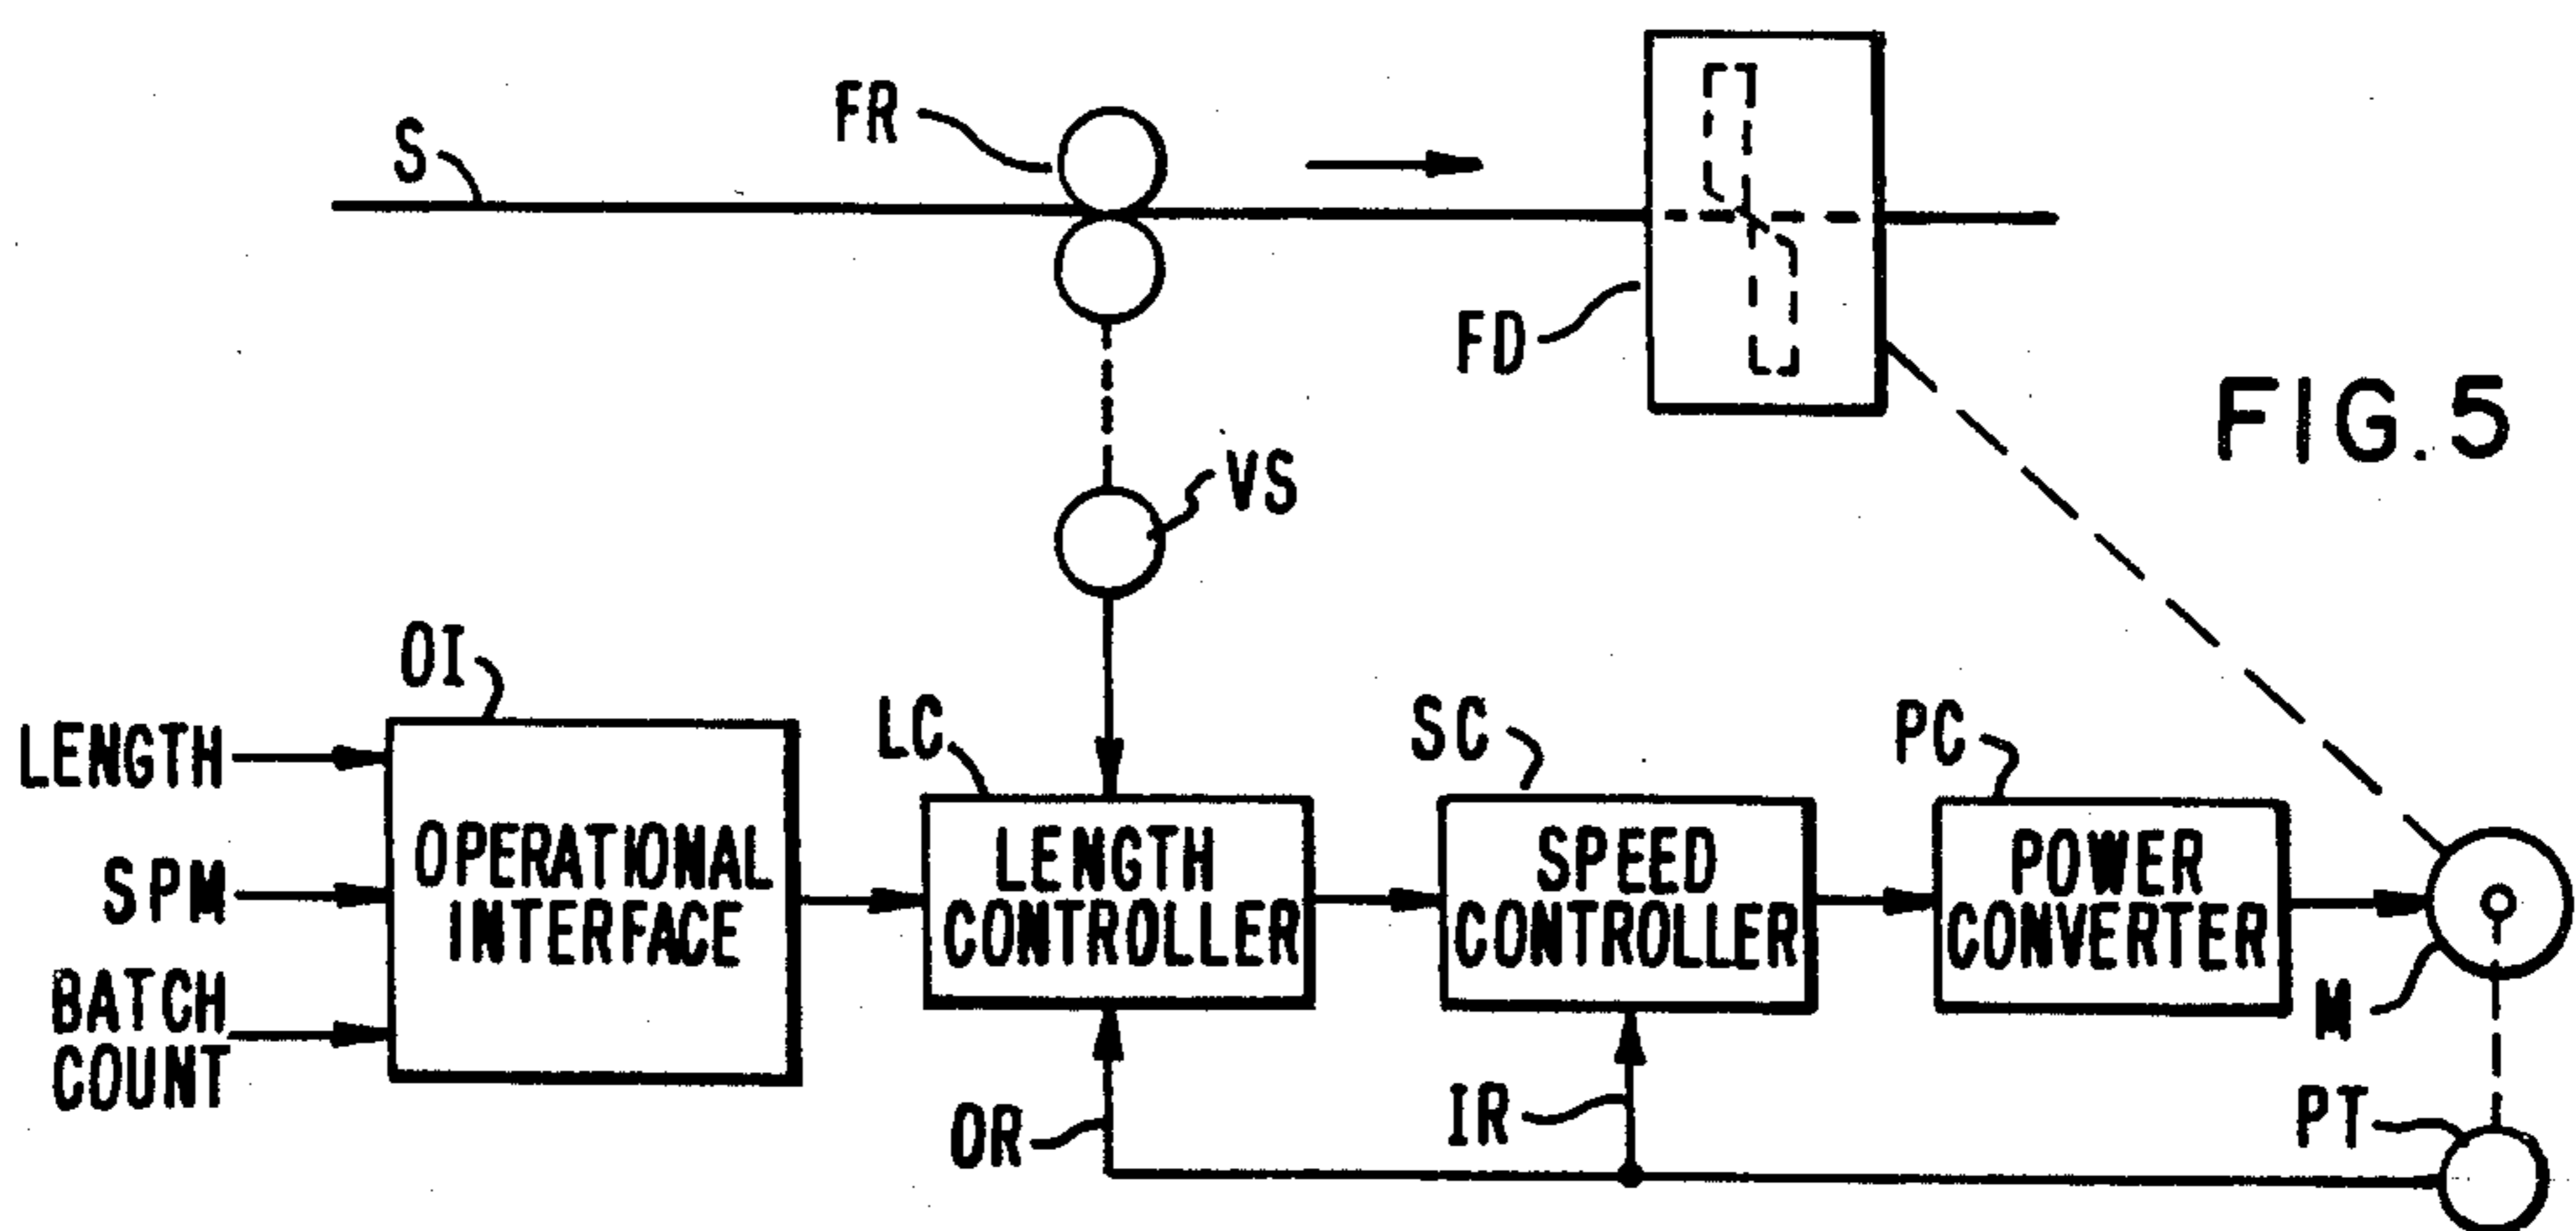 FR
S
FD
FIG. 5
VS
OI
LC
SC
PC
LENGTH
SPM
BATCH
COUNT
OPERATIONAL
INTERFACE
LENGTH
CONTROLLER
SPEED
CONTROLLER
POWER
CONVERTER
M
OR
IR
PT